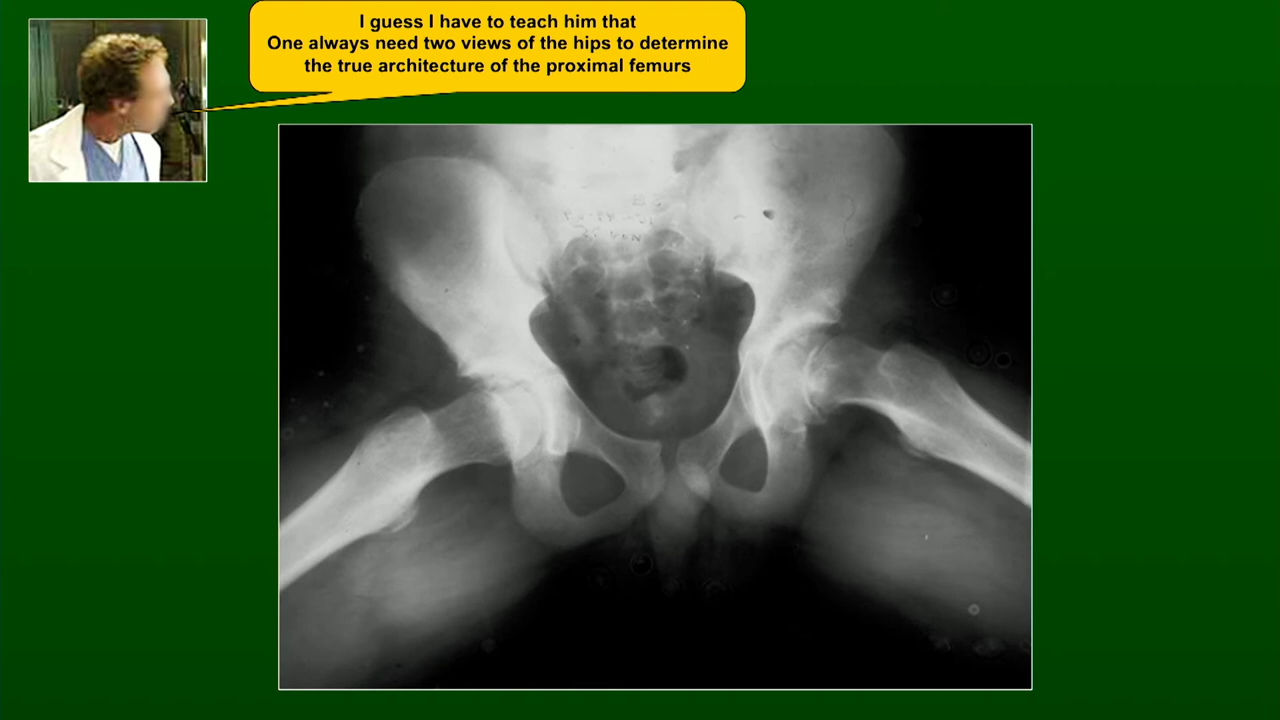 I guess I have to teach him that
One always need two views of the hips to determine
the true architecture of the proximal femurs